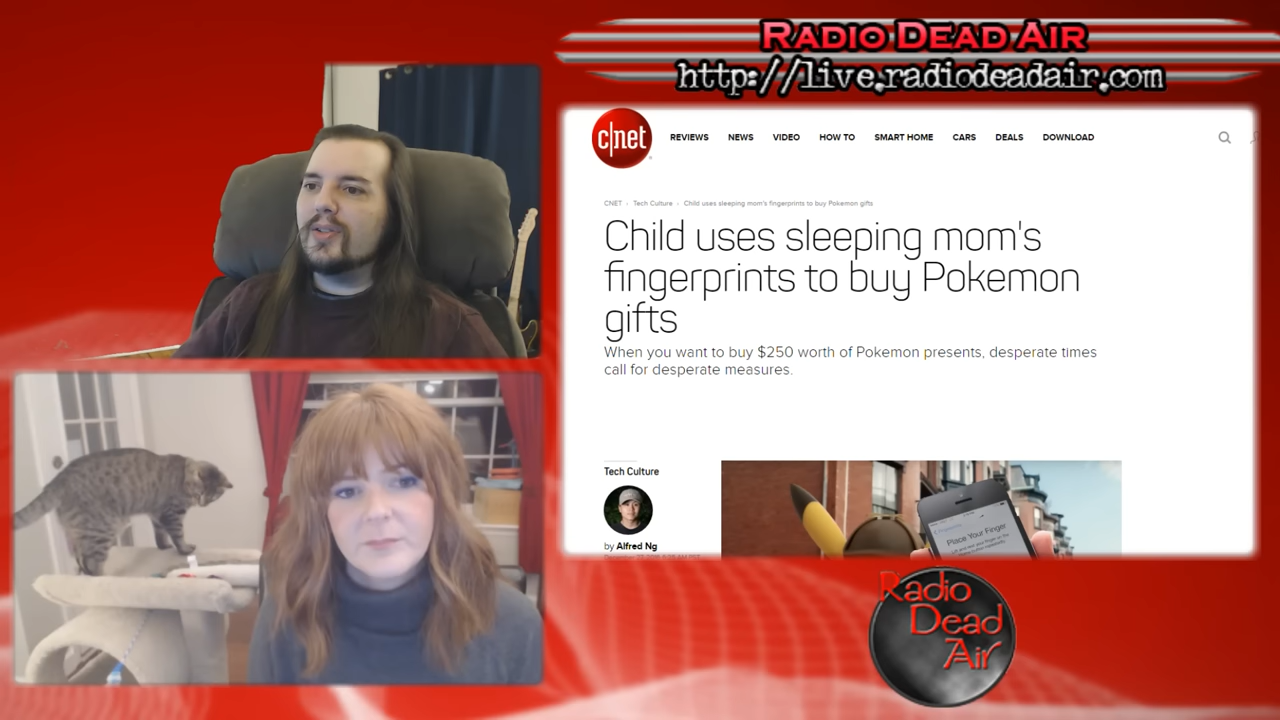 Radio Dead Air
http://live.radiodeadair.com
c|net
REVIEWS NEWS VIDEO HOW TO SMART HOME CARS DEALS DOWNLOAD
CNET › Tech Culture › Child uses sleeping mom's fingerprints to buy Pokemon gifts
Child uses sleeping mom's
fingerprints to buy Pokemon
gifts
When you want to buy $250 worth of Pokemon presents, desperate times
call for desperate measures.
Tech Culture
by Alfred Ng
Place Your Finger
Radio
Dead
Air